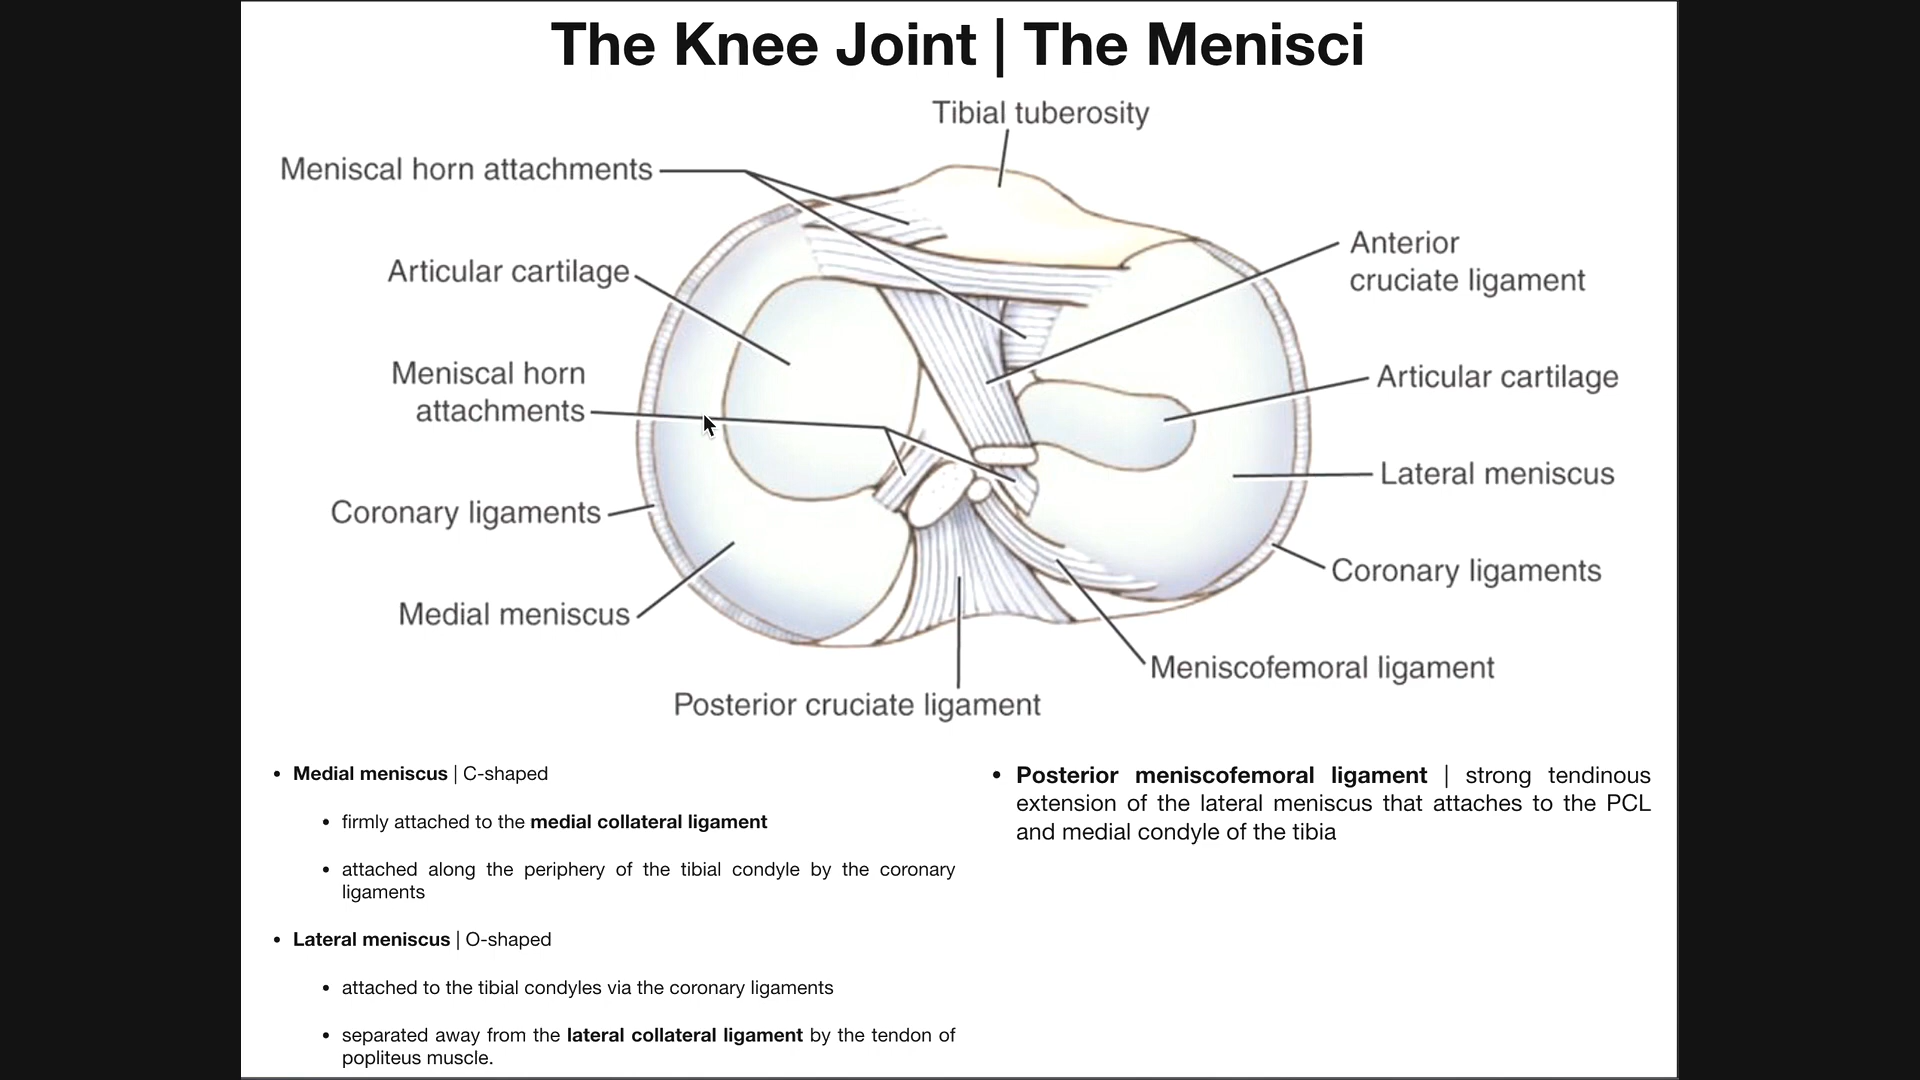 The Knee Joint | The Menisci
Tibial tuberosity
Meniscal horn attachments
Anterior
cruciate ligament
Articular cartilage
Meniscal horn
attachments
Articular cartilage
Lateral meniscus
Coronary ligaments
Coronary ligaments
Medial meniscus
Meniscofemoral ligament
Posterior cruciate ligament
• Medial meniscus | C-shaped
• firmly attached to the medial collateral ligament
• attached along the periphery of the tibial condyle by the coronary
ligaments
• Lateral meniscus | O-shaped
• attached to the tibial condyles via the coronary ligaments
• separated away from the lateral collateral ligament by the tendon of
popliteus muscle.
• Posterior meniscofemoral ligament | strong tendinous
extension of the lateral meniscus that attaches to the PCL
and medial condyle of the tibia